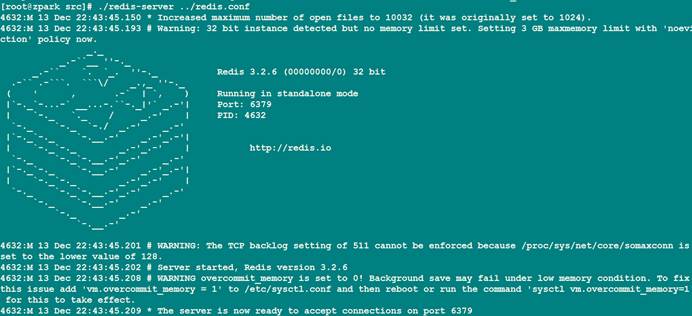 [root@zpark src]# ./redis-server ../redis.conf
4632:M 13 Dec 22:43:45.150 * Increased maximum number of open files to 10032 (it was originally set to 1024).
4632:M 13 Dec 22:43:45.193 # Warning: 32 bit instance detected but no memory limit set. Setting 3 GB maxmemory limit with 'noevi
ction' policy now.
Redis 3.2.6 (00000000/0) 32 bit
Running in standalone mode
Port: 6379
PID: 4632
http://redis.io
4632:M 13 Dec 22:43:45.201 # WARNING: The TCP backlog setting of 511 cannot be enforced because /proc/sys/net/core/somaxconn is
set to the lower value of 128.
4632:M 13 Dec 22:43:45.202 # Server started, Redis version 3.2.6
4632:M 13 Dec 22:43:45.208 # WARNING overcommit_memory is set to 0! Background save may fail under low memory condition. To fix
this issue add 'vm.overcommit_memory = 1' to /etc/sysctl.conf and then reboot or run the command 'sysctl vm.overcommit_memory=1
' for this to take effect.
4632:M 13 Dec 22:43:45.209 * The server is now ready to accept connections on port 6379